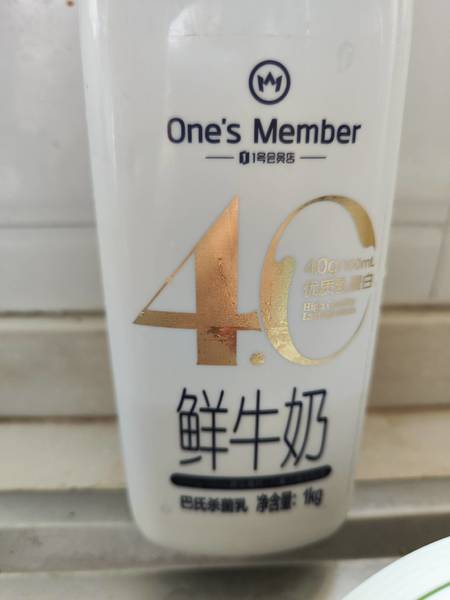 One's Member
1号会员店
4.0
4.0g/100mL
优质乳蛋白
鲜牛奶
巴氏杀菌乳 净含量：1kg